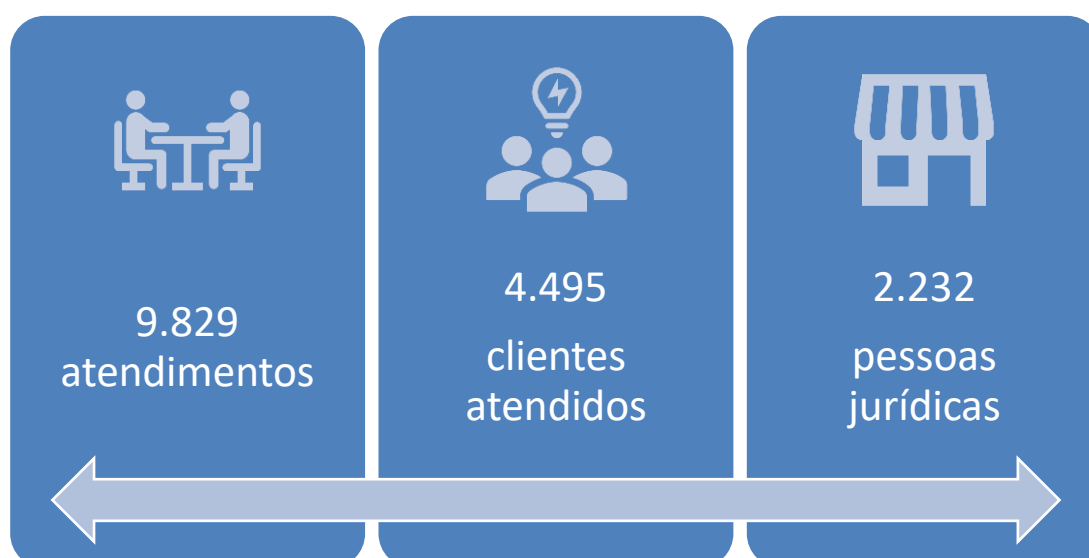 9.829
atendimentos
4.495
clientes
atendidos
2.232
pessoas
jurídicas